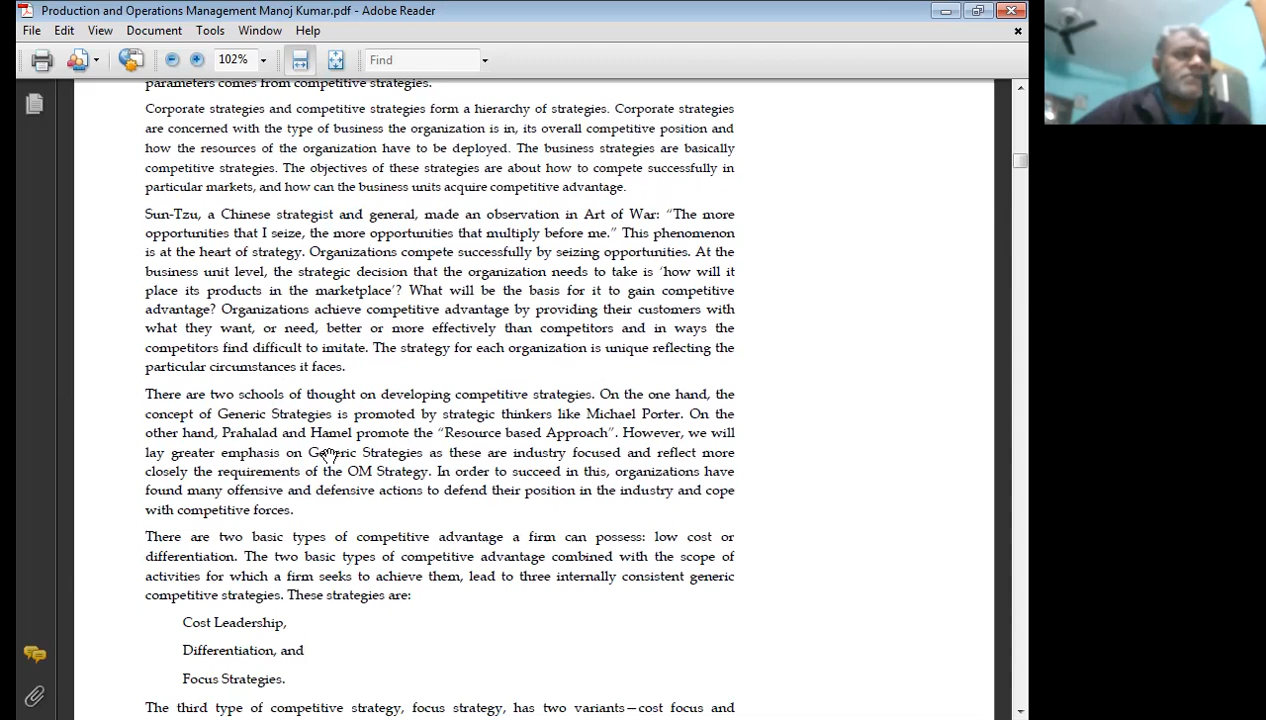 Production and Operations Management Manoj Kumar.pdf - Adobe Reader
File Edit View Document Tools Window Help
102% Find
parameters comes from competitive strategies.
Corporate strategies and competitive strategies form a hierarchy of strategies. Corporate strategies
are concerned with the type of business the organization is in, its overall competitive position and
how the resources of the organization have to be deployed. The business strategies are basically
competitive strategies. The objectives of these strategies are about how to compete successfully in
particular markets, and how can the business units acquire competitive advantage.
Sun-Tzu, a Chinese strategist and general, made an observation in Art of War: “The more
opportunities that I seize, the more opportunities that multiply before me.” This phenomenon
is at the heart of strategy. Organizations compete successfully by seizing opportunities. At the
business unit level, the strategic decision that the organization needs to take is ‘how will it
place its products in the marketplace’? What will be the basis for it to gain competitive
advantage? Organizations achieve competitive advantage by providing their customers with
what they want, or need, better or more effectively than competitors and in ways the
competitors find difficult to imitate. The strategy for each organization is unique reflecting the
particular circumstances it faces.
There are two schools of thought on developing competitive strategies. On the one hand, the
concept of Generic Strategies is promoted by strategic thinkers like Michael Porter. On the
other hand, Prahalad and Hamel promote the “Resource based Approach”. However, we will
lay greater emphasis on Generic Strategies as these are industry focused and reflect more
closely the requirements of the OM Strategy. In order to succeed in this, organizations have
found many offensive and defensive actions to defend their position in the industry and cope
with competitive forces.
There are two basic types of competitive advantage a firm can possess: low cost or
differentiation. The two basic types of competitive advantage combined with the scope of
activities for which a firm seeks to achieve them, lead to three internally consistent generic
competitive strategies. These strategies are:
Cost Leadership,
Differentiation, and
Focus Strategies.
The third type of competitive strategy, focus strategy, has two variants—cost focus and